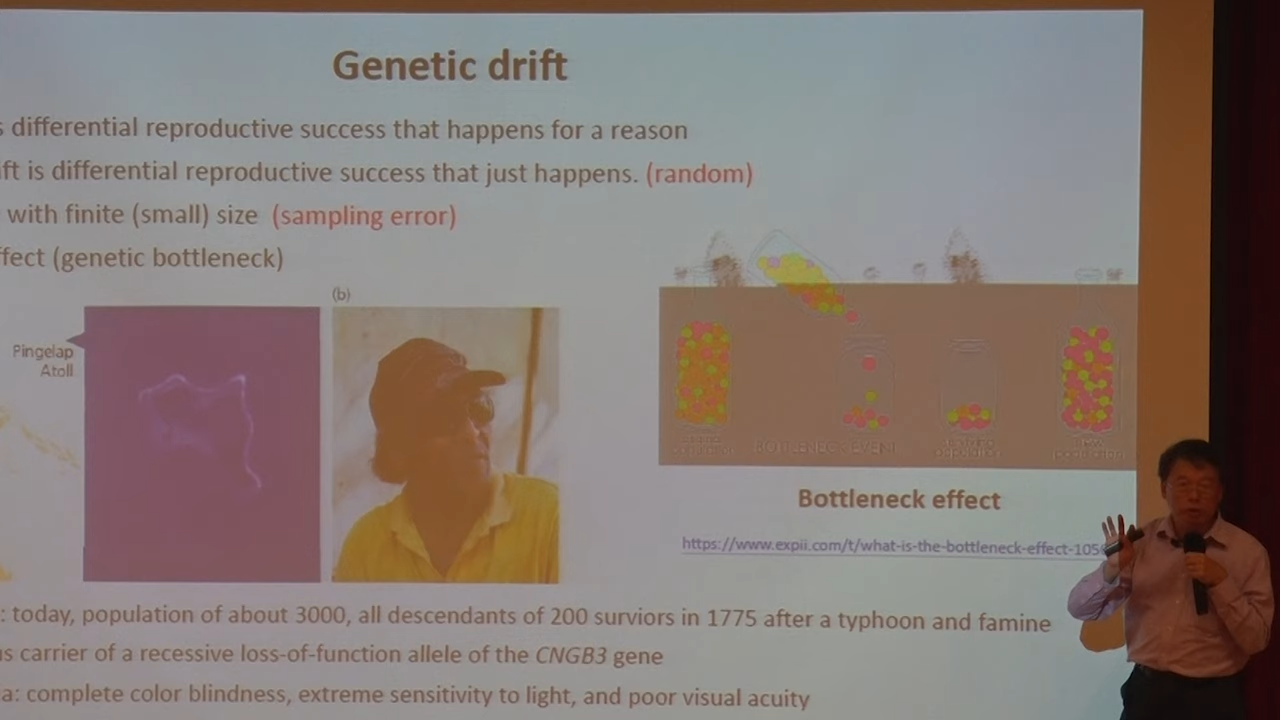 Genetic drift
s differential reproductive success that happens for a reason
ft is differential reproductive success that just happens. (random)
with finite (small) size (sampling error)
ffect (genetic bottleneck)
(b)
Pingelap
Atoll
BOTTLENECK EVENT
population
population
Bottleneck effect
https://www.expii.com/t/what-is-the-bottleneck-effect-105
: today, population of about 3000, all descendants of 200 surviors in 1775 after a typhoon and famine
s carrier of a recessive loss-of-function allele of the CNGB3 gene
a: complete color blindness, extreme sensitivity to light, and poor visual acuity